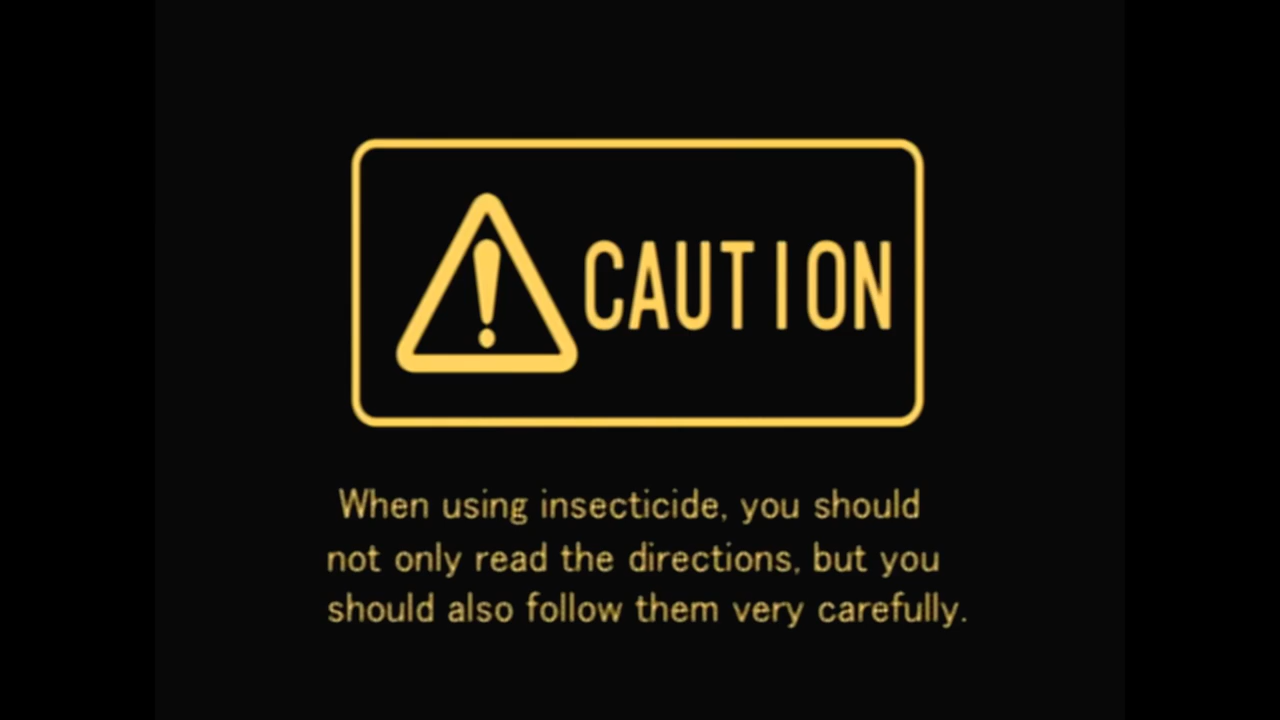 CAUTION
When using insecticide, you should
not only read the directions, but you
should also follow them very carefully.